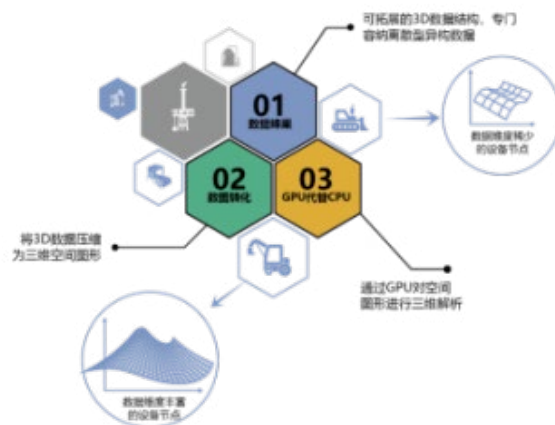 可拓展的3D数据结构、专门
容纳离散型异构数据
01
数据蜂巢
数据维度稀少
的设备节点
02
数图转化
03
GPU代替CPU
将3D数据压缩
为三维空间图形
通过GPU对空间
图形进行三维解析
数据维度丰富
的设备节点